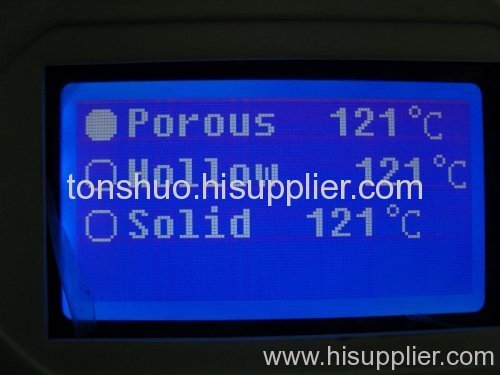 Porous 121℃
Hollow 121℃
tonshuo.hisupplier.com
Solid 121℃
www.hisupplier.com